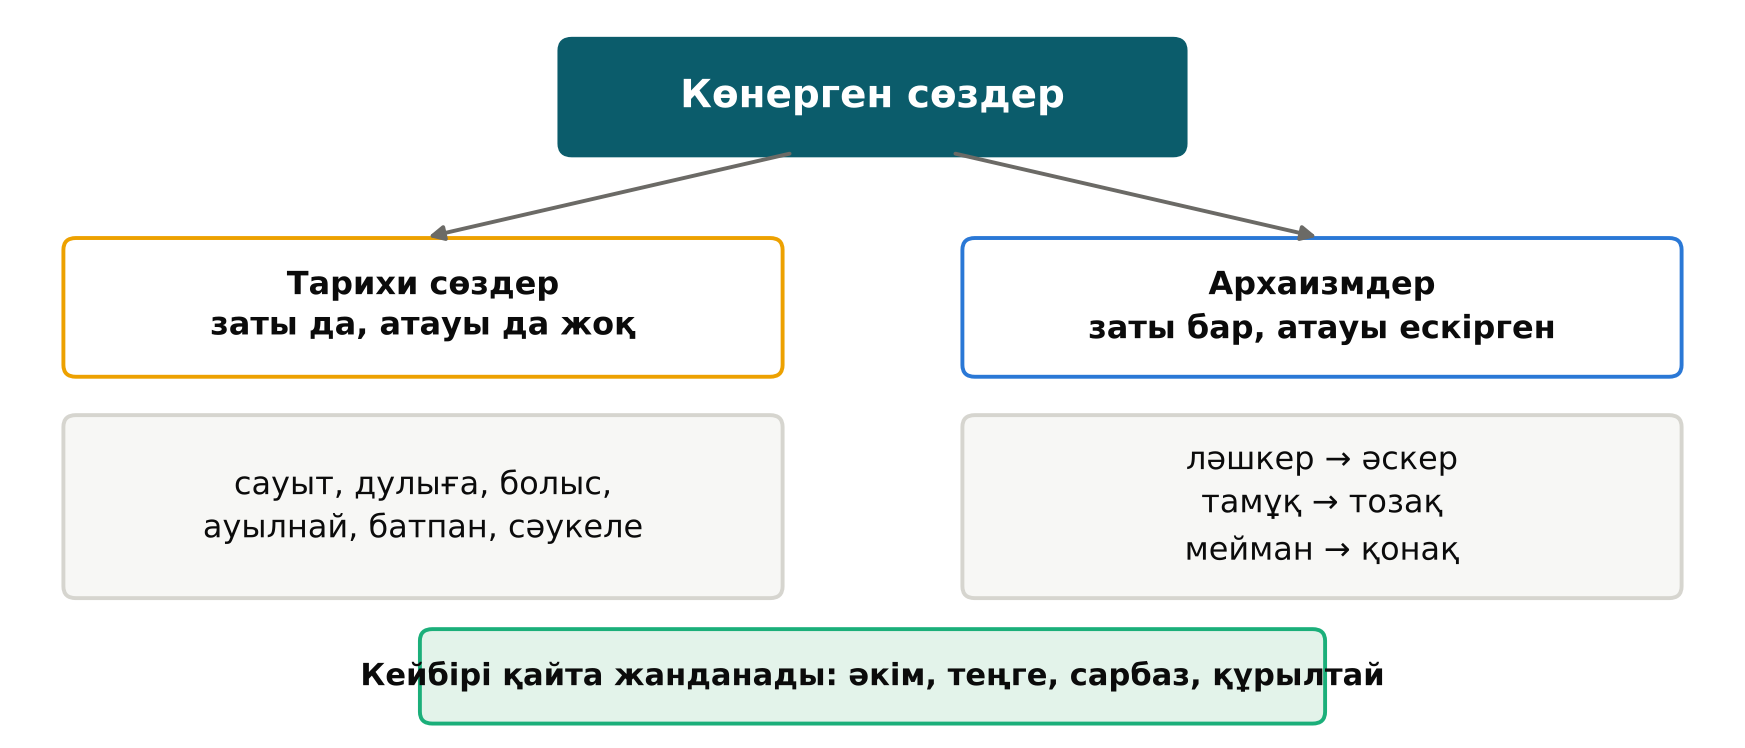 Көнерген сөздер
Тарихи сөздер
заты да, атауы да жоқ
Архаизмдер
заты бар, атауы ескірген
сауыт, дулыға, болыс,
ауылнай, батпан, сәукеле
ләшкер → әскер
тамұқ → тозақ
мейман → қонақ
Кейбірі қайта жанданады: әкім, теңге, сарбаз, құрылтай